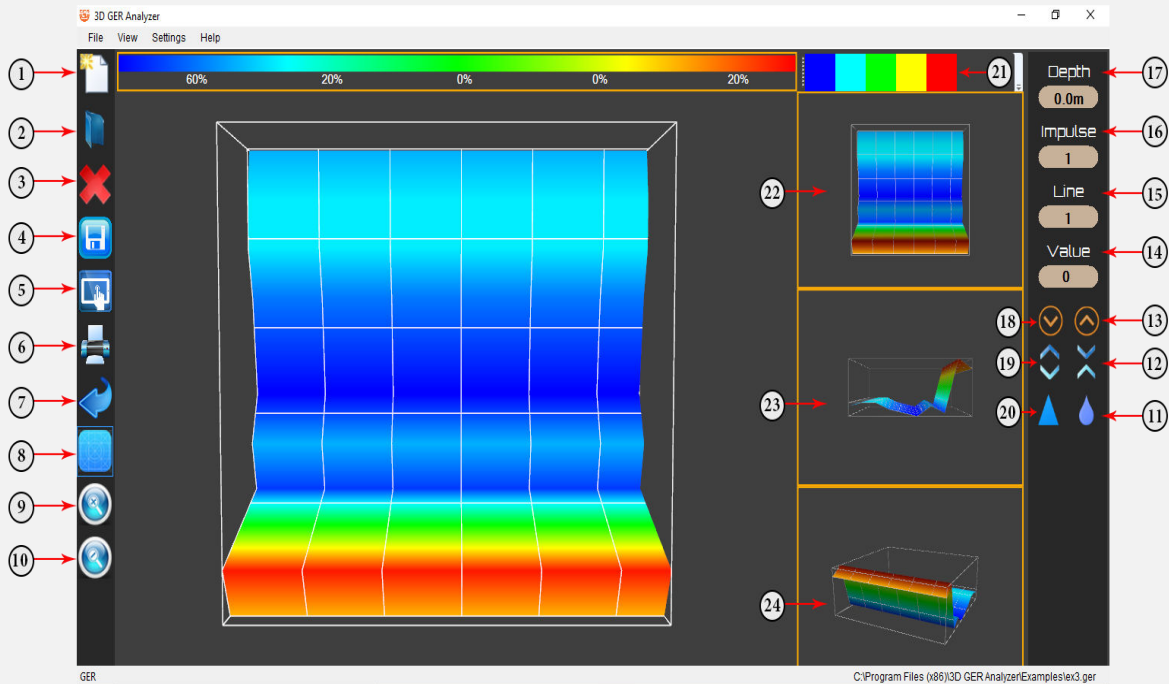 3D GER Analyzer
File View Settings Help
60% 20% 0% 0% 20%
1
2
3
4
5
6
7
8
9
10
21
22
23
24
Depth 17
0.0m
Impulse 16
1
Line 15
1
Value 14
0
18 13
19 12
20 11
GER C:\Program Files (x86)\3D GER Analyzer\Examples\ex3.ger